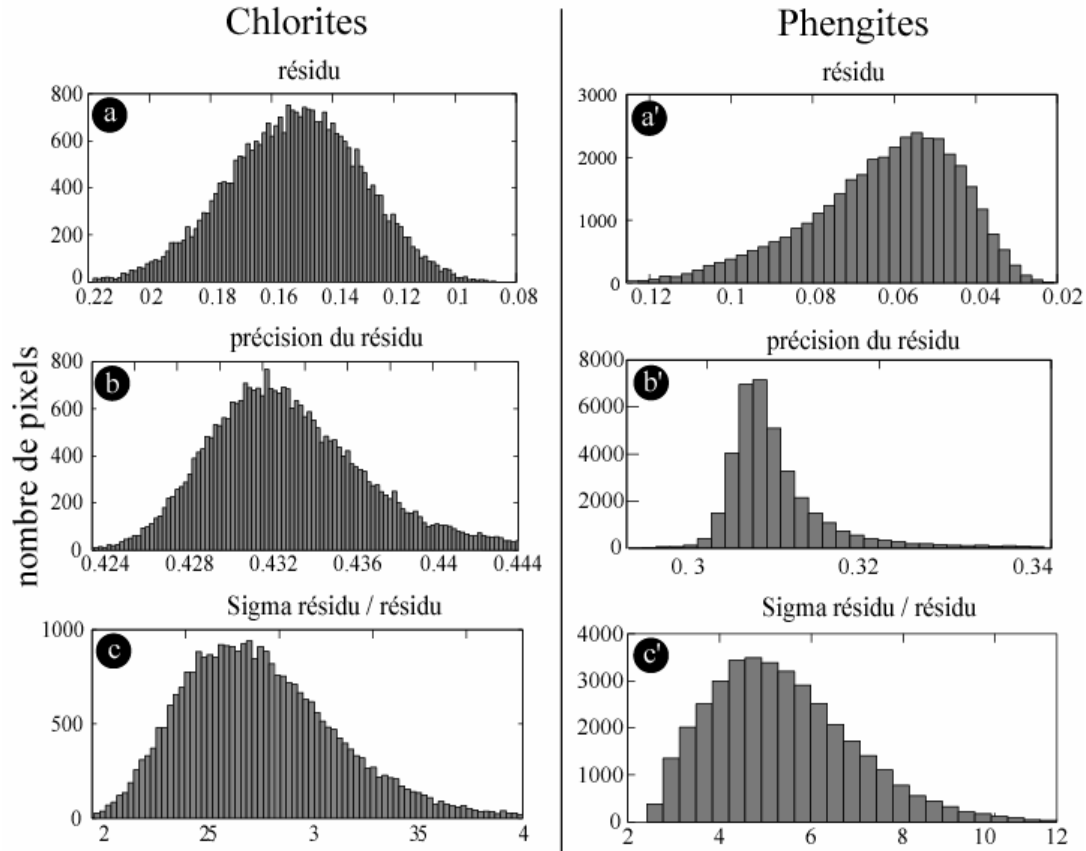 Chlorites
résidu
a
800
600
400
200
0
0.22 0.2 0.18 0.16 0.14 0.12 0.1 0.08
précision du résidu
b
800
600
400
200
0
0.424 0.428 0.432 0.436 0.44 0.444
Sigma résidu / résidu
c
1000
500
0
2 25 3 35 4
nombre de pixels
Phengites
résidu
a'
3000
2000
1000
0
0.12 0.1 0.08 0.06 0.04 0.02
précision du résidu
b'
8000
6000
4000
2000
0
0.3 0.32 0.34
Sigma résidu / résidu
c'
4000
3000
2000
1000
0
2 4 6 8 10 12